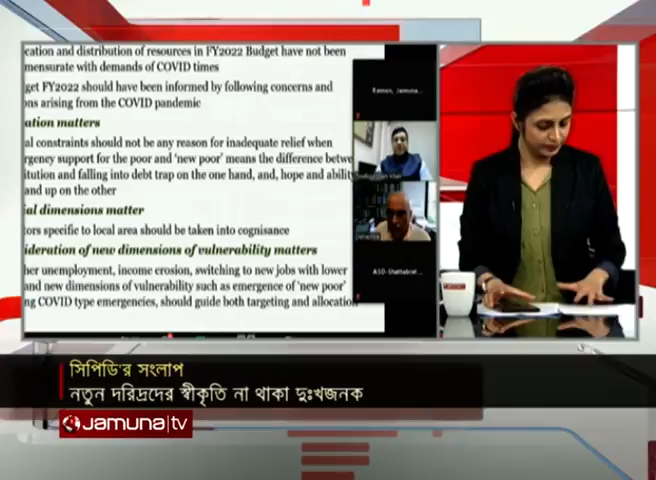 cation and distribution of resources in FY2022 Budget have not been
mensurate with demands of COVID times
get FY2022 should have been informed by following concerns and
ns arising from the COVID pandemic
ation matters
al constraints should not be any reason for inadequate relief when
rgency support for the poor and 'new poor' means the difference betwe
itution and falling into debt trap on the one hand, and, hope and abilit
and up on the other
ial dimensions matter
tors specific to local area should be taken into cognisance
ideration of new dimensions of vulnerability matters
her unemployment, income erosion, switching to new jobs with lower
and new dimensions of vulnerability such as emergence of 'new poor'
ng COVID type emergencies, should guide both targeting and allocation
Ramon, Jamuna...
সিপিডি'র সংলাপ
নতুন দরিদ্রদের স্বীকৃতি না থাকা দুঃখজনক
Jamuna|tv